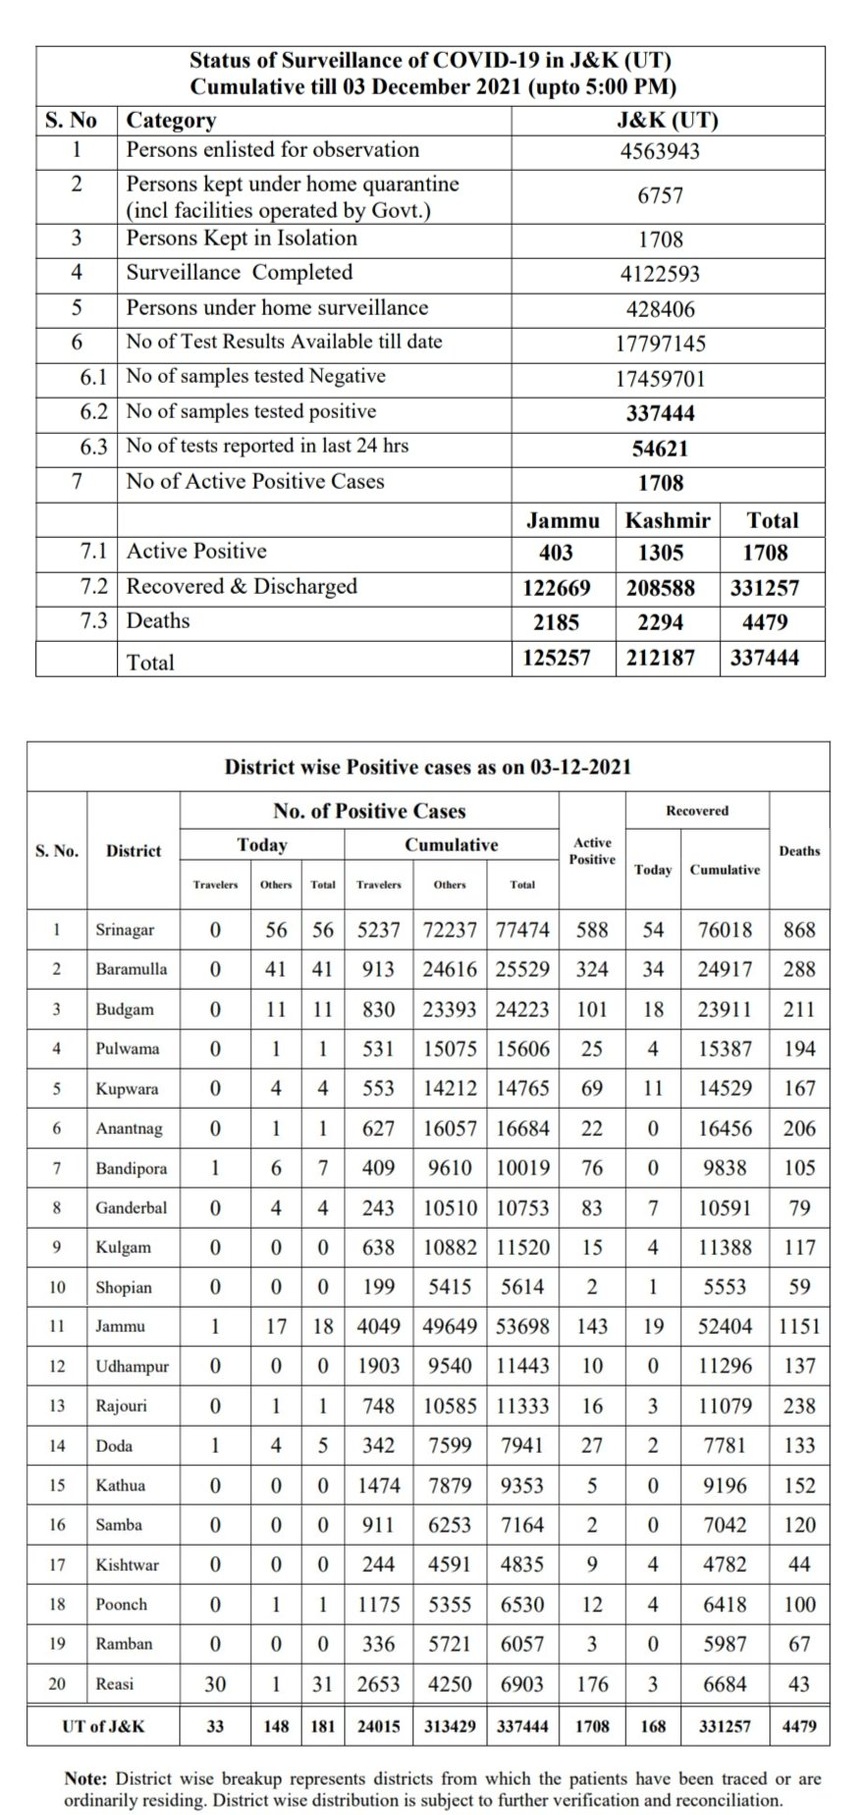 Status of Surveillance of COVID-19 in J&K (UT)
Cumulative till 03 December 2021 (upto 5:00 PM)
S. No Category J&K (UT)
1 Persons enlisted for observation 4563943
2 Persons kept under home quarantine
(incl facilities operated by Govt.) 6757
3 Persons Kept in Isolation 1708
4 Surveillance Completed 4122593
5 Persons under home surveillance 428406
6 No of Test Results Available till date 17797145
6.1 No of samples tested Negative 17459701
6.2 No of samples tested positive 337444
6.3 No of tests reported in last 24 hrs 54621
7 No of Active Positive Cases 1708
Jammu Kashmir Total
7.1 Active Positive 403 1305 1708
7.2 Recovered & Discharged 122669 208588 331257
7.3 Deaths 2185 2294 4479
Total 125257 212187 337444
District wise Positive cases as on 03-12-2021
No. of Positive Cases Recovered
S. No. District Today Cumulative Active Positive Today Cumulative Deaths
Travelers Others Total Travelers Others Total
1 Srinagar 0 56 56 5237 72237 77474 588 54 76018 868
2 Baramulla 0 41 41 913 24616 25529 324 34 24917 288
3 Budgam 0 11 11 830 23393 24223 101 18 23911 211
4 Pulwama 0 1 1 531 15075 15606 25 4 15387 194
5 Kupwara 0 4 4 553 14212 14765 69 11 14529 167
6 Anantnag 0 1 1 627 16057 16684 22 0 16456 206
7 Bandipora 1 6 7 409 9610 10019 76 0 9838 105
8 Ganderbal 0 4 4 243 10510 10753 83 7 10591 79
9 Kulgam 0 0 0 638 10882 11520 15 4 11388 117
10 Shopian 0 0 0 199 5415 5614 2 1 5553 59
11 Jammu 1 17 18 4049 49649 53698 143 19 52404 1151
12 Udhampur 0 0 0 1903 9540 11443 10 0 11296 137
13 Rajouri 0 1 1 748 10585 11333 16 3 11079 238
14 Doda 1 4 5 342 7599 7941 27 2 7781 133
15 Kathua 0 0 0 1474 7879 9353 5 0 9196 152
16 Samba 0 0 0 911 6253 7164 2 0 7042 120
17 Kishtwar 0 0 0 244 4591 4835 9 4 4782 44
18 Poonch 0 1 1 1175 5355 6530 12 4 6418 100
19 Ramban 0 0 0 336 5721 6057 3 0 5987 67
20 Reasi 30 1 31 2653 4250 6903 176 3 6684 43
UT of J&K 33 148 181 24015 313429 337444 1708 168 331257 4479
Note: District wise breakup represents districts from which the patients have been traced or are
ordinarily residing. District wise distribution is subject to further verification and reconciliation.